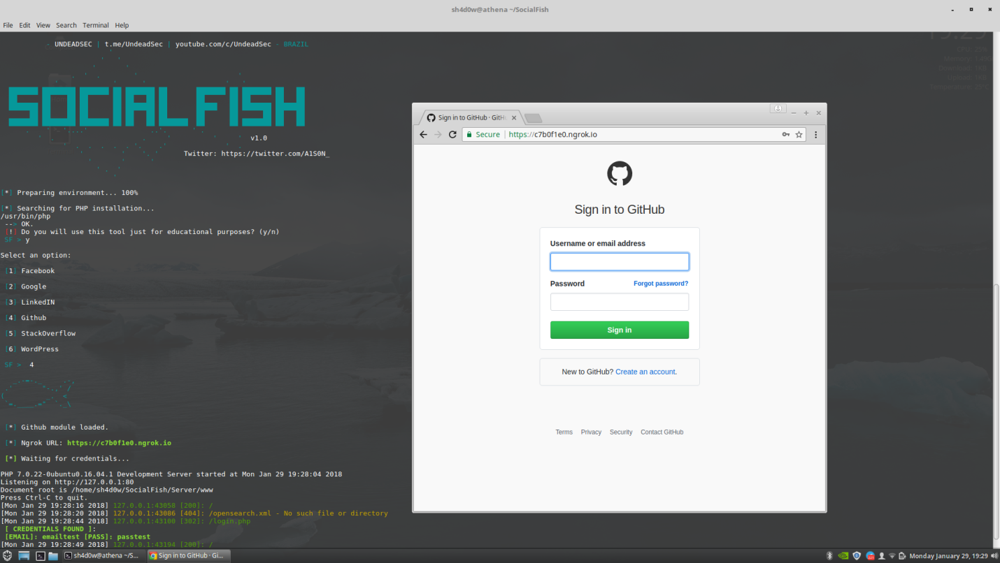 sh4d0w@athena ~/SocialFish
File Edit View Search Terminal Help
- UNDEADSEC | t.me/UndeadSec | youtube.com/c/UndeadSec - BRAZIL
SOCIALFISH
v1.0
Twitter: https://twitter.com/A1S0N_
[*] Preparing environment... 100%
[*] Searching for PHP installation...
/usr/bin/php
--> OK.
[!] Do you will use this tool just for educational purposes? (y/n)
SF > y
Select an option:
[1] Facebook
[2] Google
[3] LinkedIN
[4] Github
[5] StackOverflow
[6] WordPress
SF > 4
[*] Github module loaded.
[*] Ngrok URL: https://c7b0f1e0.ngrok.io
[*] Waiting for credentials...
PHP 7.0.22-0ubuntu0.16.04.1 Development Server started at Mon Jan 29 19:28:04 2018
Listening on http://127.0.0.1:80
Document root is /home/sh4d0w/SocialFish/Server/www
Press Ctrl-C to quit.
[Mon Jan 29 19:28:16 2018] 127.0.0.1:43058 [200]: /
[Mon Jan 29 19:28:20 2018] 127.0.0.1:43086 [404]: /opensearch.xml - No such file or directory
[Mon Jan 29 19:28:44 2018] 127.0.0.1:43100 [302]: /login.php
[ CREDENTIALS FOUND ]:
[EMAIL]: emailtest [PASS]: passtest
[Mon Jan 29 19:28:49 2018] 127.0.0.1:43194 [200]: /
Sign in to GitHub · GitHu
Secure | https://c7b0f1e0.ngrok.io
Sign in to GitHub
Username or email address
Password Forgot password?
Sign in
New to GitHub? Create an account.
Terms Privacy Security Contact GitHub
sh4d0w@athena ~/S... Sign in to GitHub · Gi... Monday January 29, 19:29